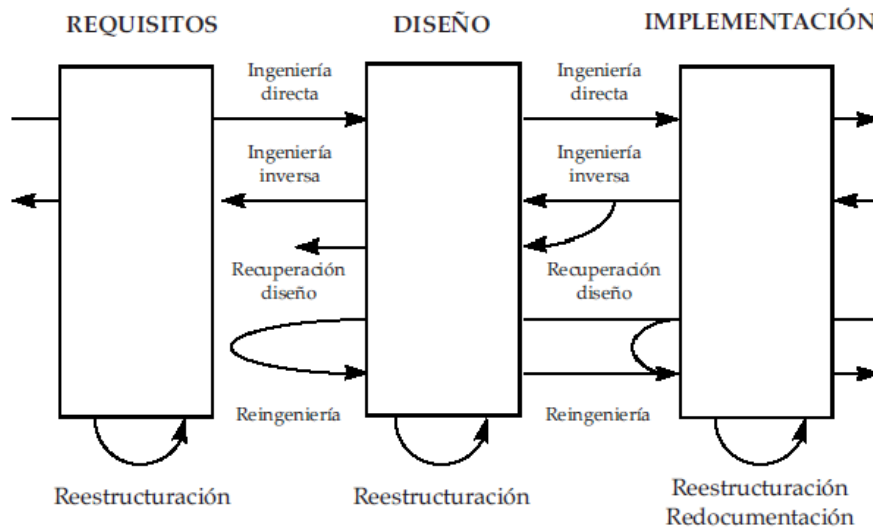 REQUISITOS
DISEÑO
IMPLEMENTACIÓN
Ingeniería
directa
Ingeniería
directa
Ingeniería
inversa
Ingeniería
inversa
Recuperación
diseño
Recuperación
diseño
Reingeniería
Reingeniería
Reestructuración
Reestructuración
Reestructuración
Redocumentación